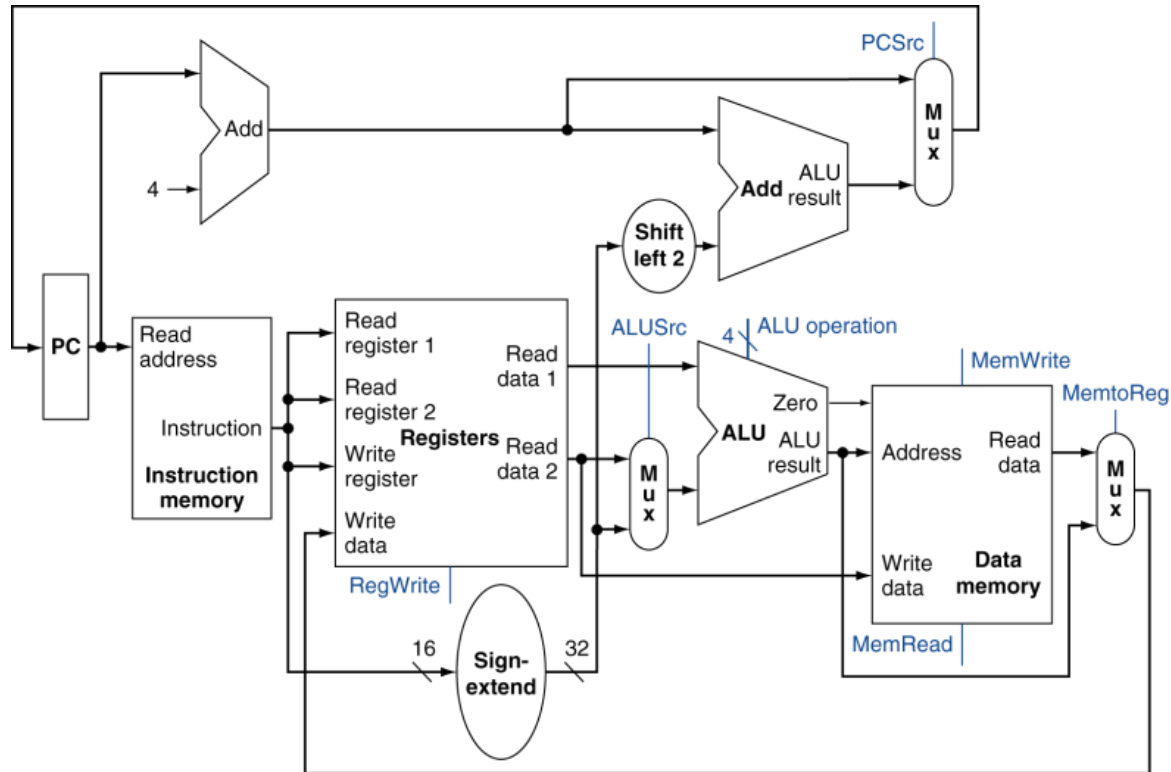 PCSrc
Add
4
M
u
x
Add
ALU
result
Shift
left 2
PC
Read
address
Instruction
Instruction
memory
Read
register 1
Read
register 2
Write
register
Write
data
Registers
Read
data 1
Read
data 2
RegWrite
16
Sign-
extend
32
ALUSrc
M
u
x
4
ALU operation
Zero
ALU
ALU
result
MemWrite
Address
Read
data
Write
data
Data
memory
MemRead
MemtoReg
M
u
x